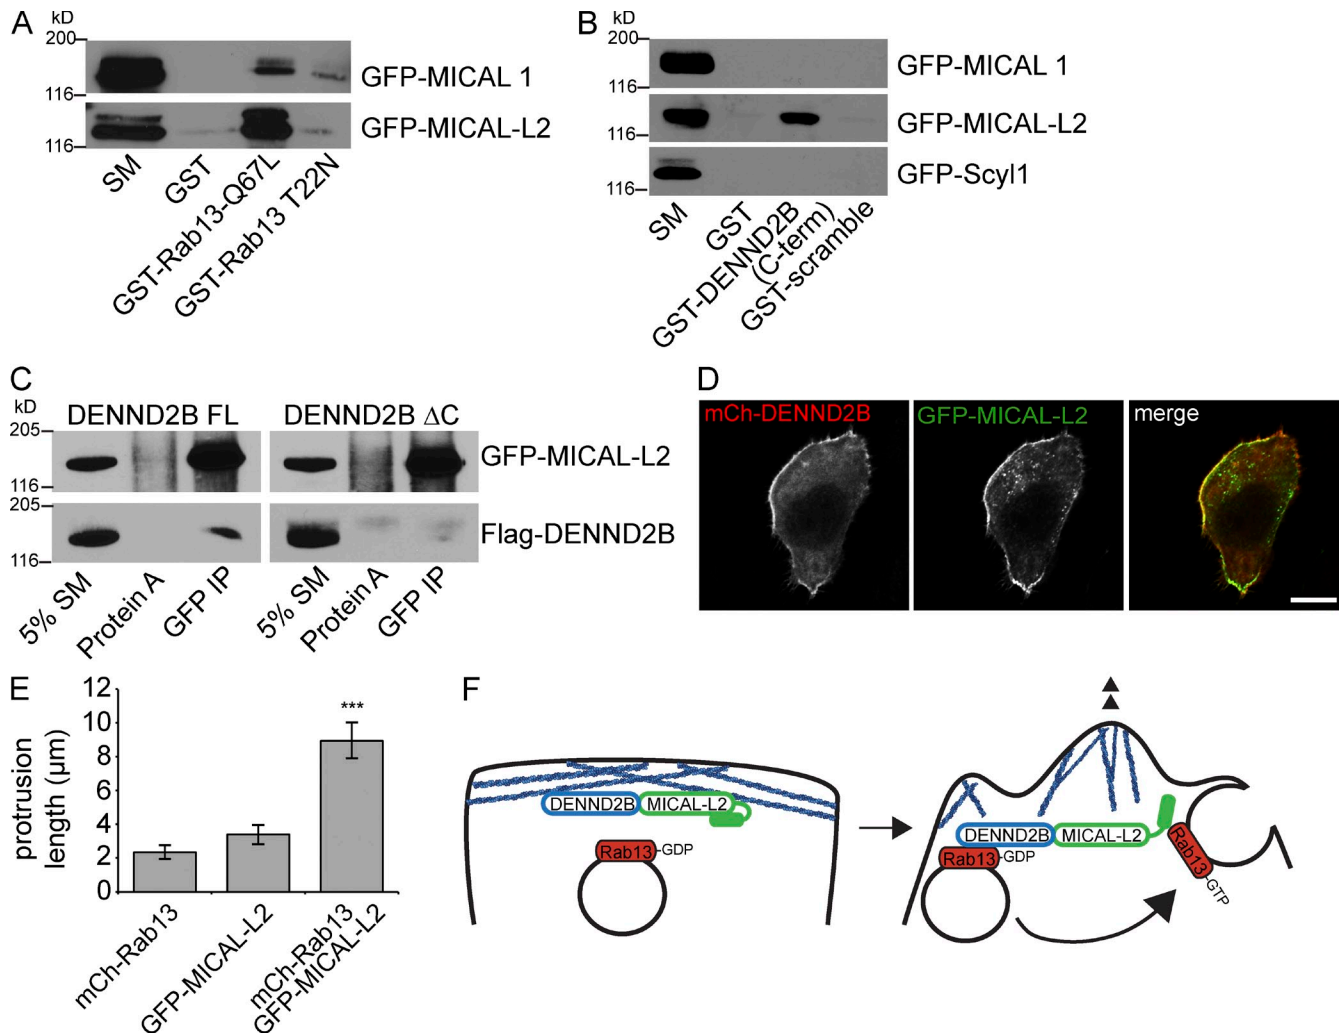 A
kD
200
116
116
GFP-MICAL 1
GFP-MICAL-L2
SM
GST
GST-Rab13-Q67L
GST-Rab13 T22N
B
kD
200
116
116
GFP-MICAL 1
GFP-MICAL-L2
GFP-Scyl1
SM
GST
GST-DENND2B
(C-term)
GST-scramble
C
kD
DENND2B FL
DENND2B ΔC
205
116
205
116
GFP-MICAL-L2
Flag-DENND2B
5% SM
Protein A
GFP IP
5% SM
Protein A
GFP IP
D
mCh-DENND2B
GFP-MICAL-L2
merge
E
protrusion
length (μm)
12
10
8
6
4
2
0
***
mCh-Rab13
GFP-MICAL-L2
mCh-Rab13
GFP-MICAL-L2
F
DENND2B
MICAL-L2
Rab13
-GDP
DENND2B
MICAL-L2
Rab13
-GDP
Rab13
-GTP